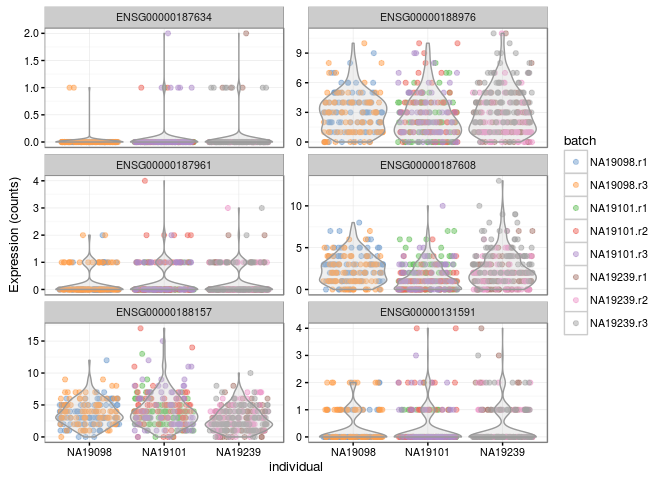 ENSG00000187634
ENSG00000188976
2.0
1.5
1.0
0.5
0.0
9
6
3
0
ENSG00000187961
ENSG00000187608
4
3
2
1
0
10
5
0
ENSG00000188157
ENSG00000131591
15
10
5
0
4
3
2
1
0
NA19098
NA19101
NA19239
NA19098
NA19101
NA19239
individual
Expression (counts)
batch
NA19098.r1
NA19098.r3
NA19101.r1
NA19101.r2
NA19101.r3
NA19239.r1
NA19239.r2
NA19239.r3